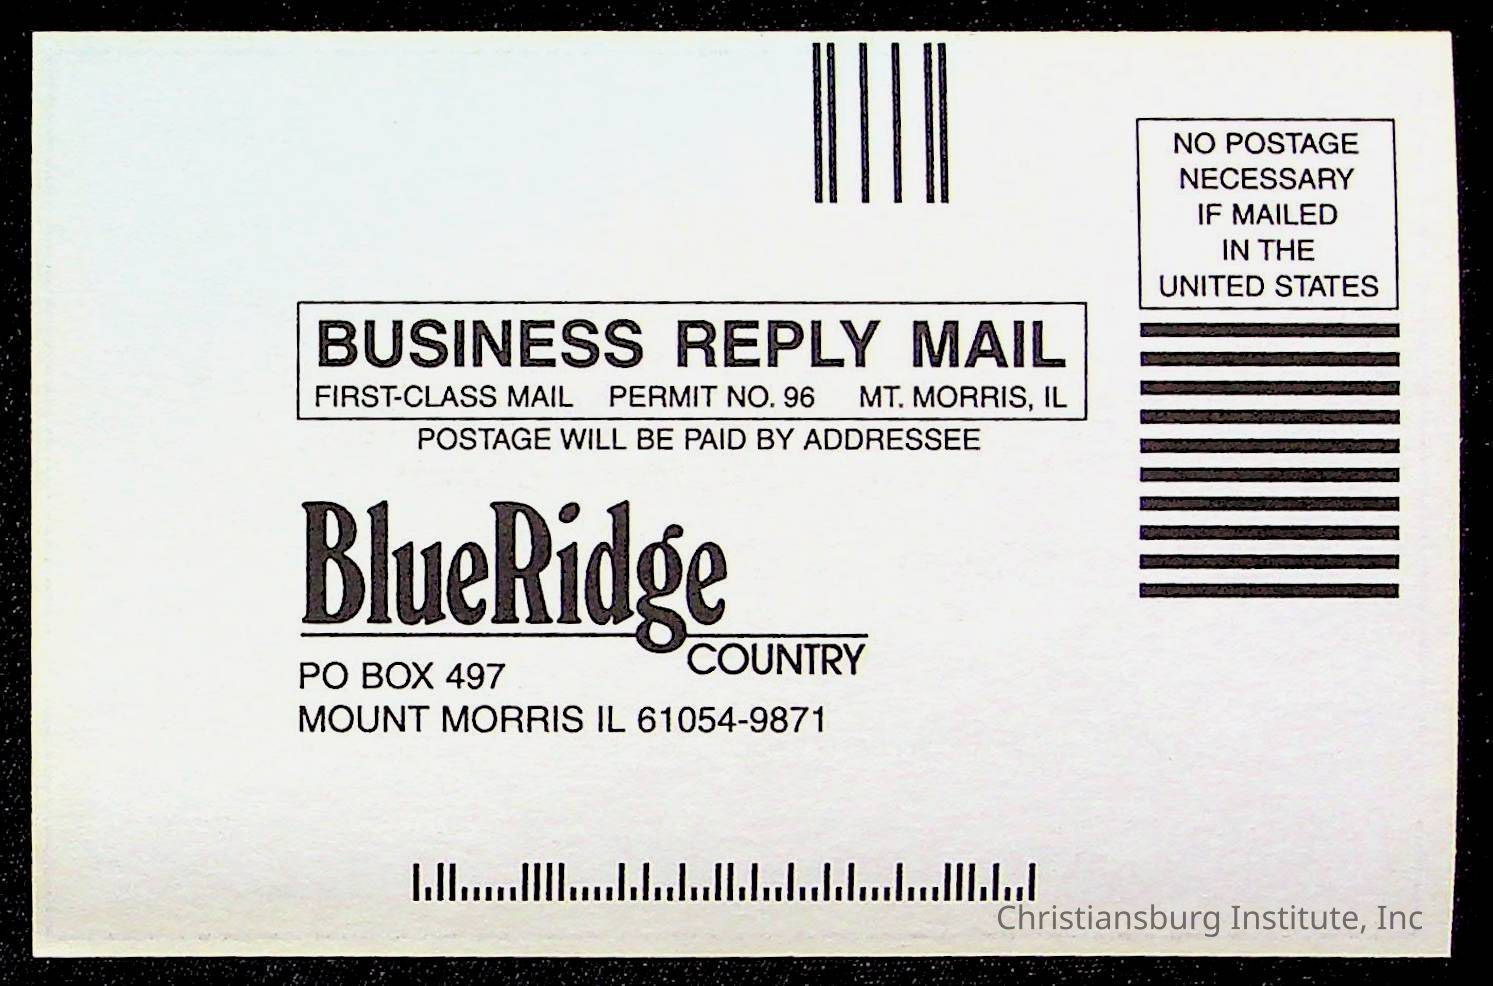 NO POSTAGE
NECESSARY
IF MAILED
IN THE
UNITED STATES
BUSINESS REPLY MAIL
FIRST-CLASS MAIL PERMIT NO. 96 MT. MORRIS, IL
POSTAGE WILL BE PAID BY ADDRESSEE
BlueRidge
COUNTRY
PO BOX 497
MOUNT MORRIS IL 61054-9871
Christiansburg Institute, Inc